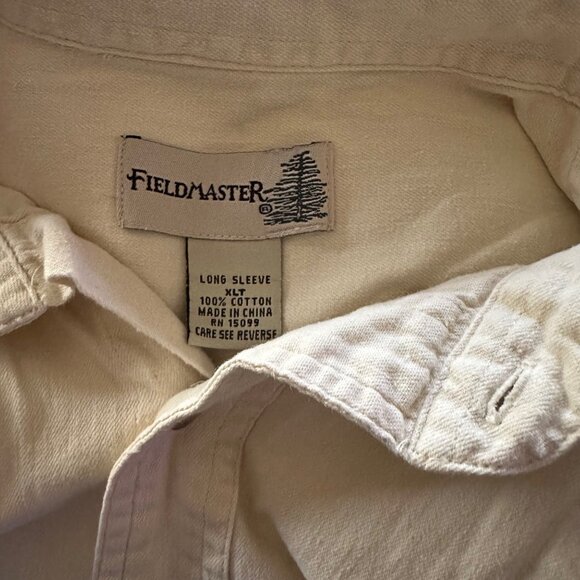 FIELDMASTER®
LONG SLEEVE
XLT
100% COTTON
MADE IN CHINA
RN 15099
CARE SEE REVERSE